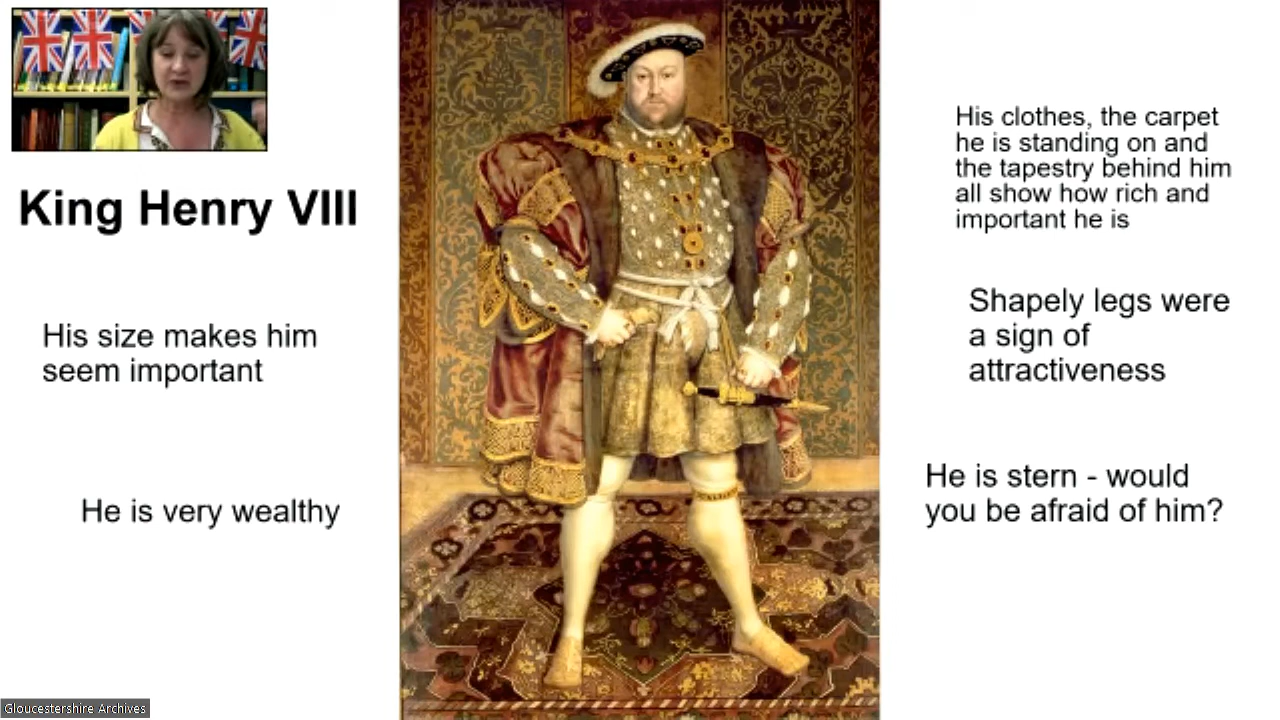 King Henry VIII
His size makes him
seem important
He is very wealthy
His clothes, the carpet
he is standing on and
the tapestry behind him
all show how rich and
important he is
Shapely legs were
a sign of
attractiveness
He is stern - would
you be afraid of him?
Gloucestershire Archives